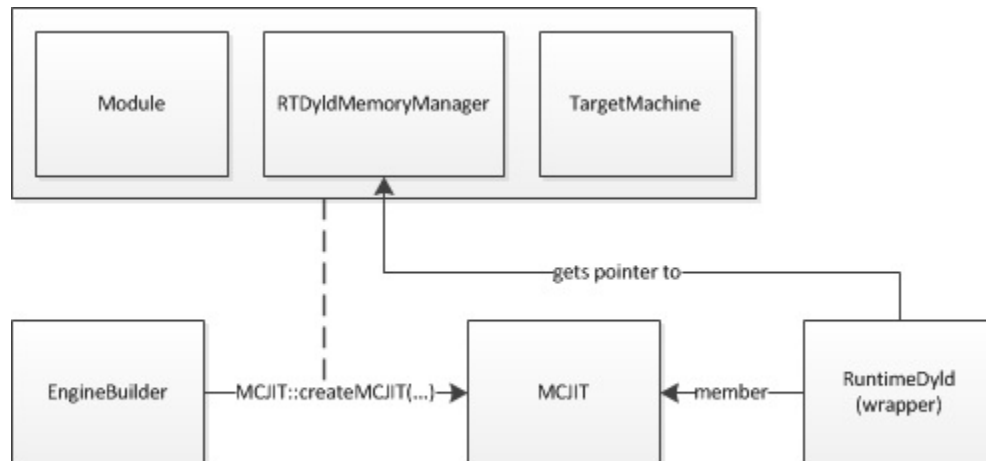 Module
RTDyldMemoryManager
TargetMachine
gets pointer to
EngineBuilder
MCJIT::createMCJIT(...)
MCJIT
member
RuntimeDyld
(wrapper)